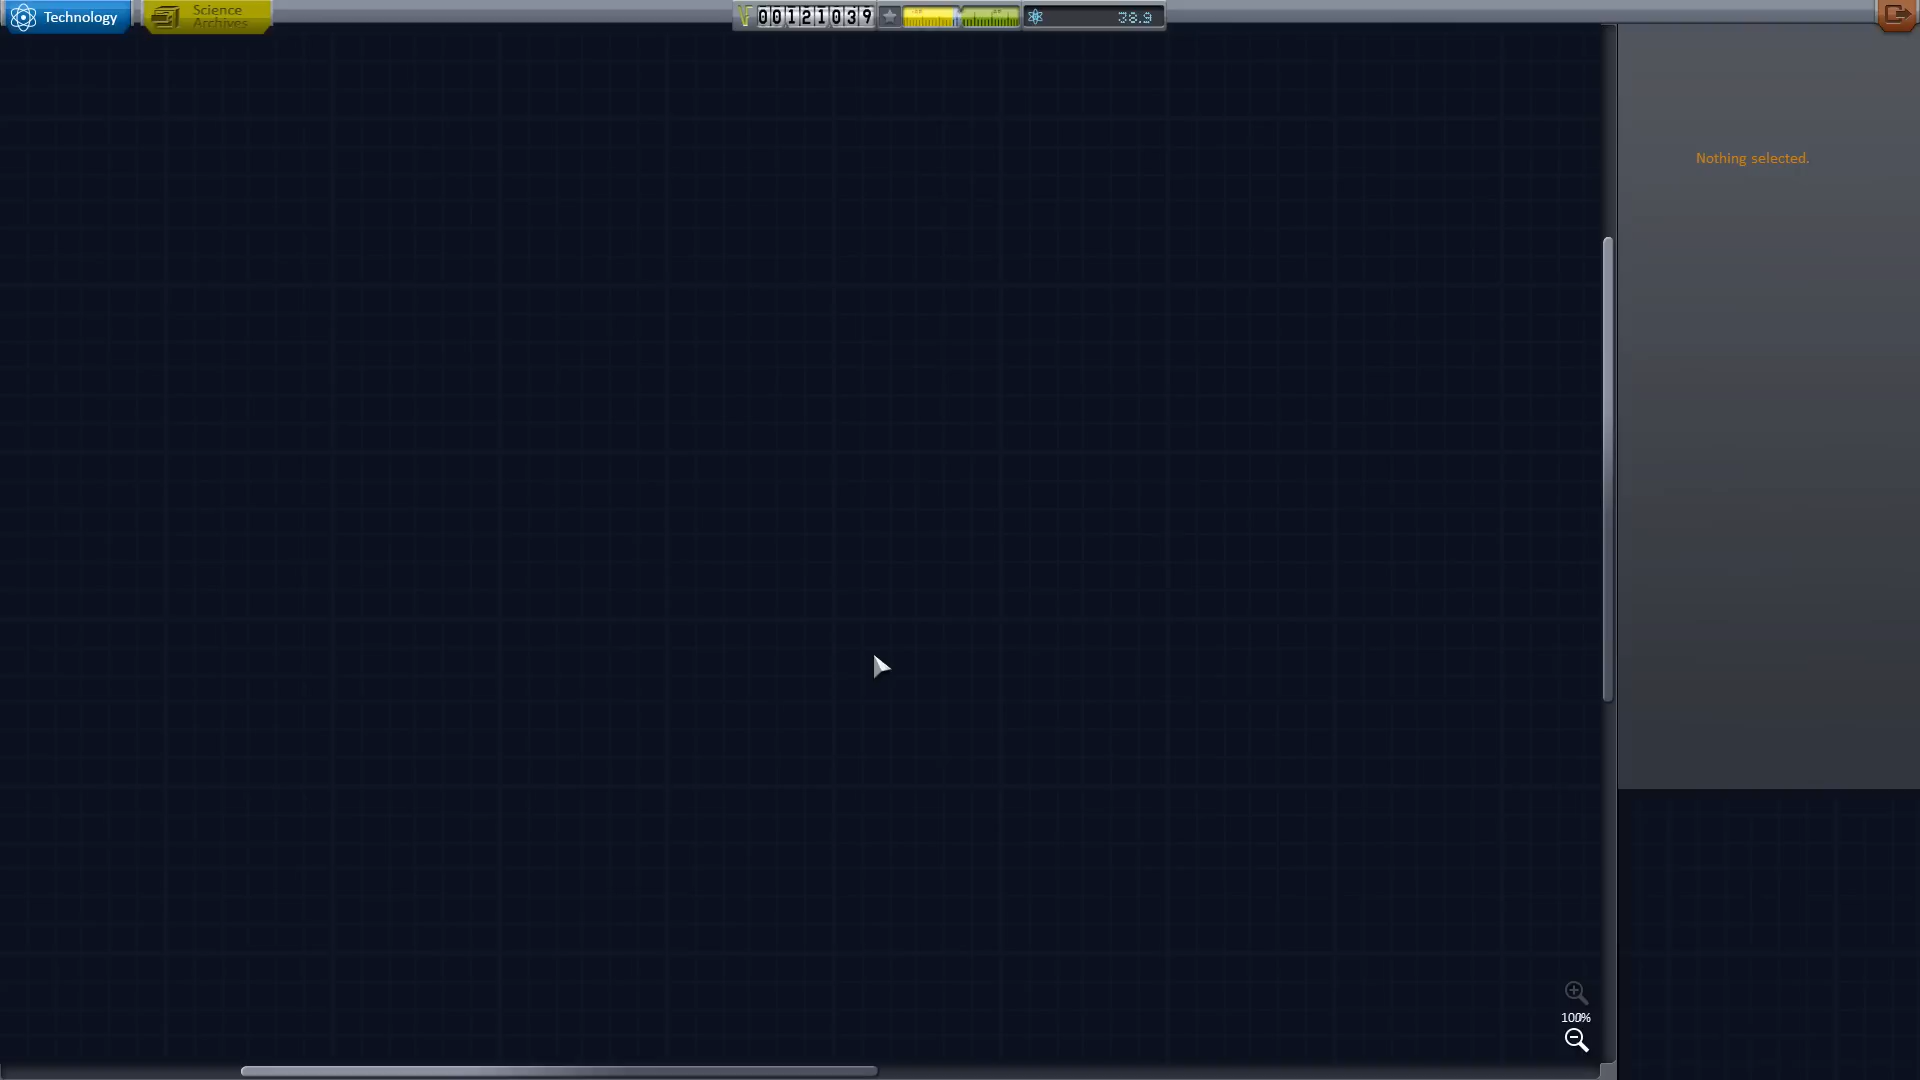 Technology
Science
Archives
00121039
38.9
Nothing selected.
100%